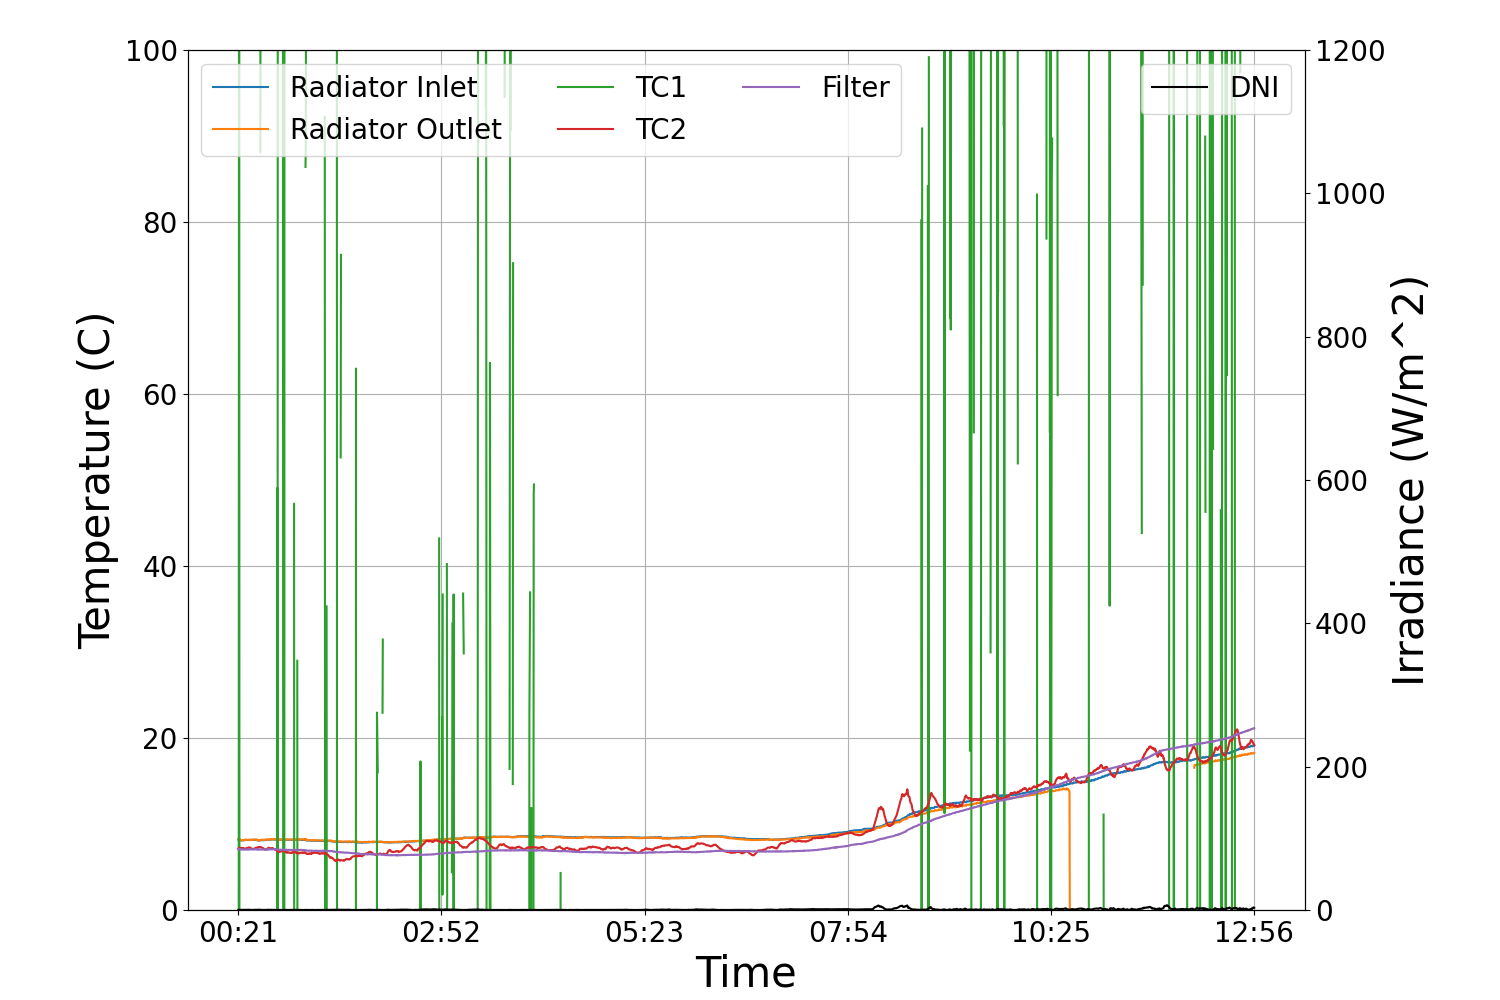 100
80
60
40
20
0
Temperature (C)
Radiator Inlet
Radiator Outlet
TC1
TC2
Filter
DNI
1200
1000
800
600
400
200
0
Irradiance (W/m^2)
00:21 02:52 05:23 07:54 10:25 12:56
Time